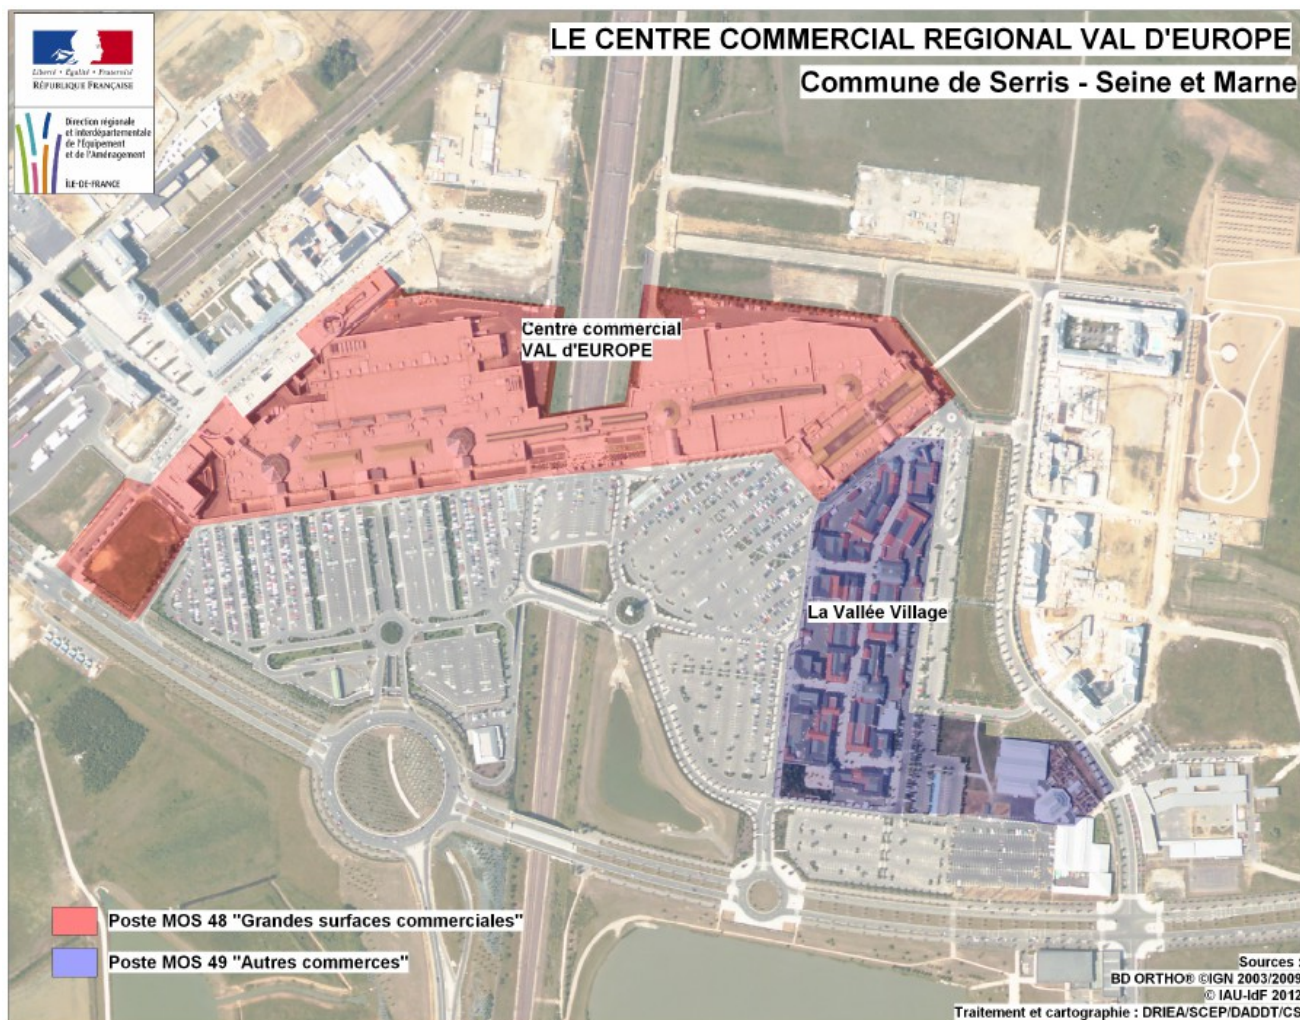 LE CENTRE COMMERCIAL REGIONAL VAL D'EUROPE
Commune de Serris - Seine et Marne
Liberté • Égalité • Fraternité
RÉPUBLIQUE FRANÇAISE
Direction régionale
et interdépartementale
de l'Équipement
et de l'Aménagement
ÎLE-DE-FRANCE
Centre commercial
VAL d'EUROPE
La Vallée Village
Poste MOS 48 "Grandes surfaces commerciales"
Poste MOS 49 "Autres commerces"
Sources :
BD ORTHO® ©IGN 2003/2009
© IAU-IdF 2012
Traitement et cartographie : DRIEA/SCEP/DADDT/CS